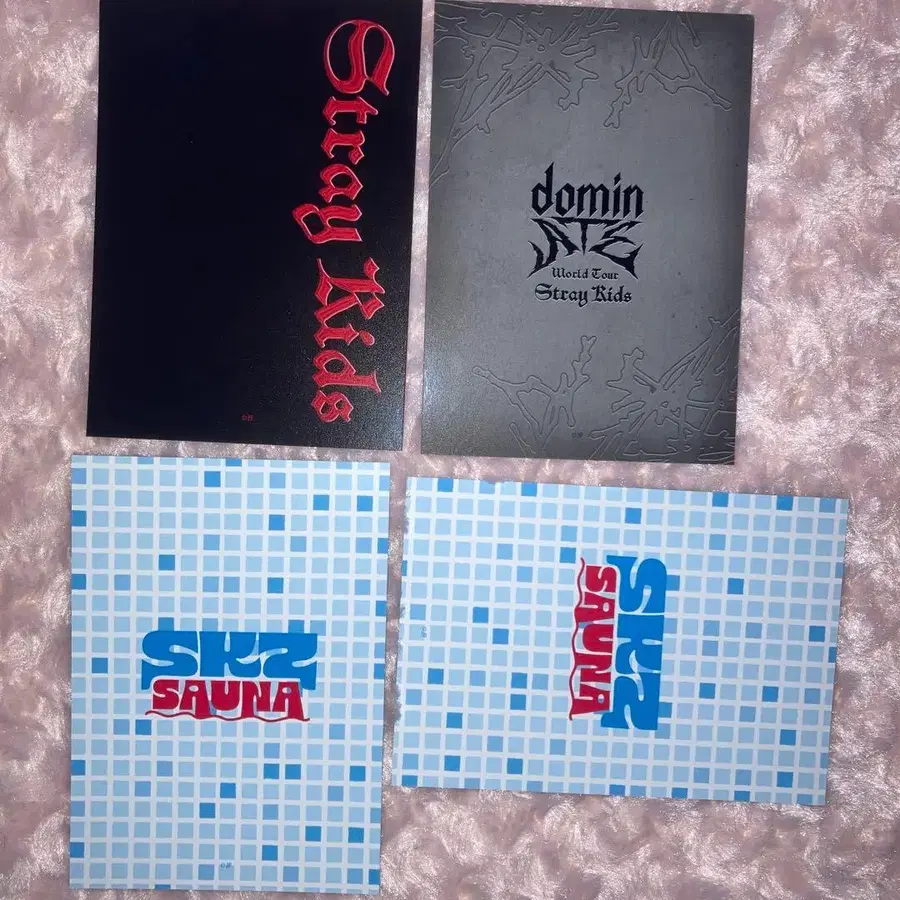 Stray Kids
domin
ATE
World Tour
Stray Kids
SKZ
SAUNA
SKZ
SAUNA